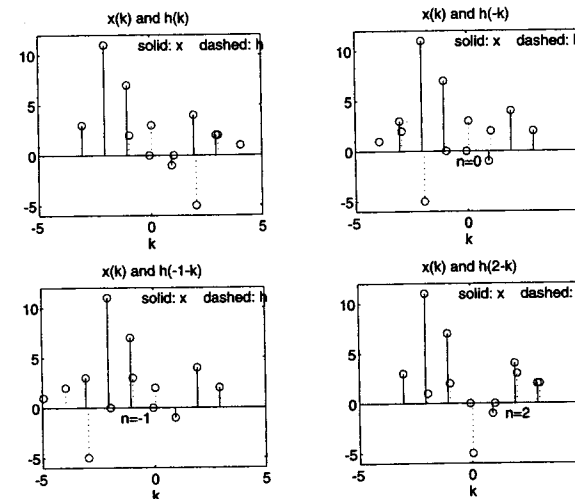 x(k) and h(k)
solid: x dashed: h
10
5
0
-5
-5 0 5
k
x(k) and h(-k)
solid: x dashed:
10
5
0
n=0
-5
-5 0
k
x(k) and h(-1-k)
solid: x dashed: h
10
5
0
n=-1
-5
-5 0 5
k
x(k) and h(2-k)
solid: x dashed:
10
5
0
n=2
-5
-5 0
k